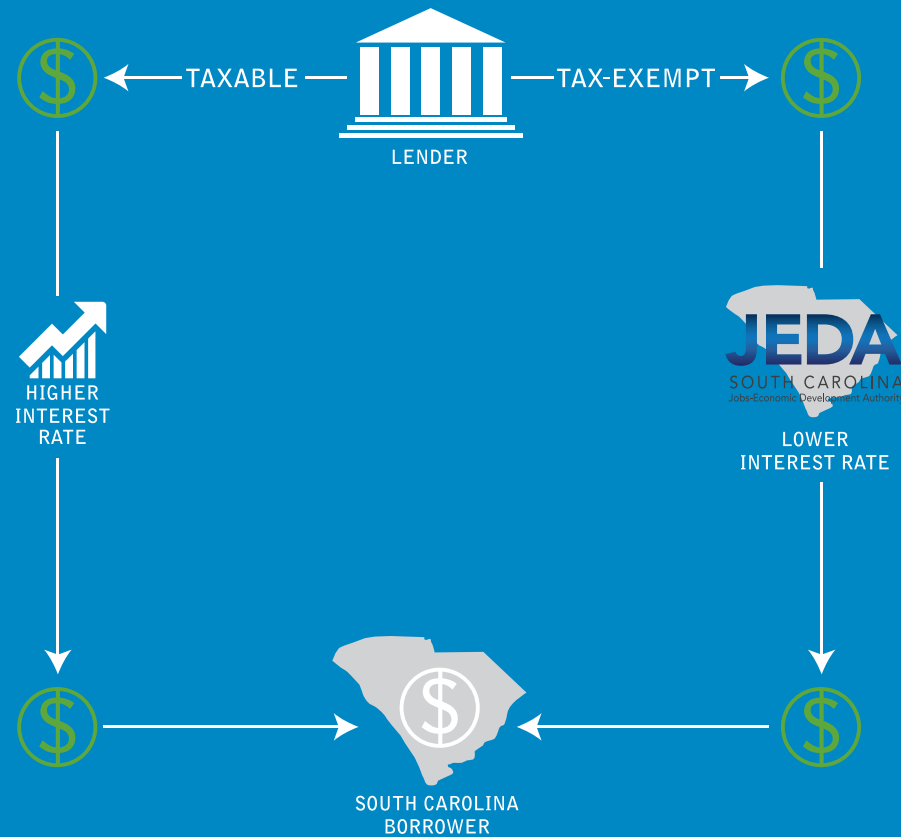 TAXABLE
TAX-EXEMPT
LENDER
HIGHER
INTEREST
RATE
JEDA
SOUTH CAROLINA
Jobs-Economic Development Authority
LOWER
INTEREST RATE
SOUTH CAROLINA
BORROWER